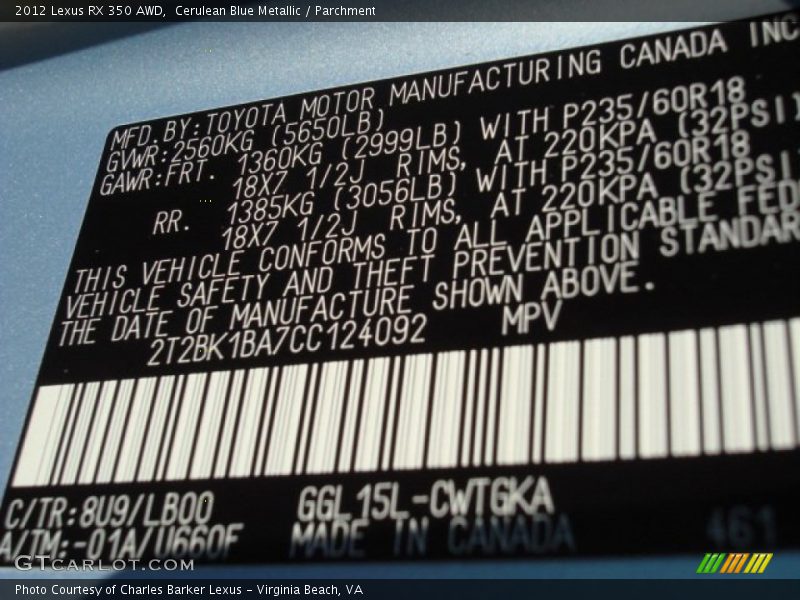 2012 Lexus RX 350 AWD,  Cerulean Blue Metallic / Parchment
MFD. BY: TOYOTA MOTOR MANUFACTURING CANADA INC
GVWR: 2560KG (5650LB)
GAWR: FRT. 1360KG (2999LB) WITH P235/60R18
18X7 1/2J RIMS, AT 220KPA (32PSI)
RR. 1385KG (3056LB) WITH P235/60R18
18X7 1/2J RIMS, AT 220KPA (32PSI
THIS VEHICLE CONFORMS TO ALL APPLICABLE FED
VEHICLE SAFETY AND THEFT PREVENTION STANDAR
THE DATE OF MANUFACTURE SHOWN ABOVE.
2T2BK1BA7CC124092 MPV
C/TR: 8U9/LB00 GGL15L-CWTGKA
A/TM: -01A/U660F MADE IN CANADA 461
GTCARLOT.COM
Photo Courtesy of Charles Barker Lexus - Virginia Beach, VA